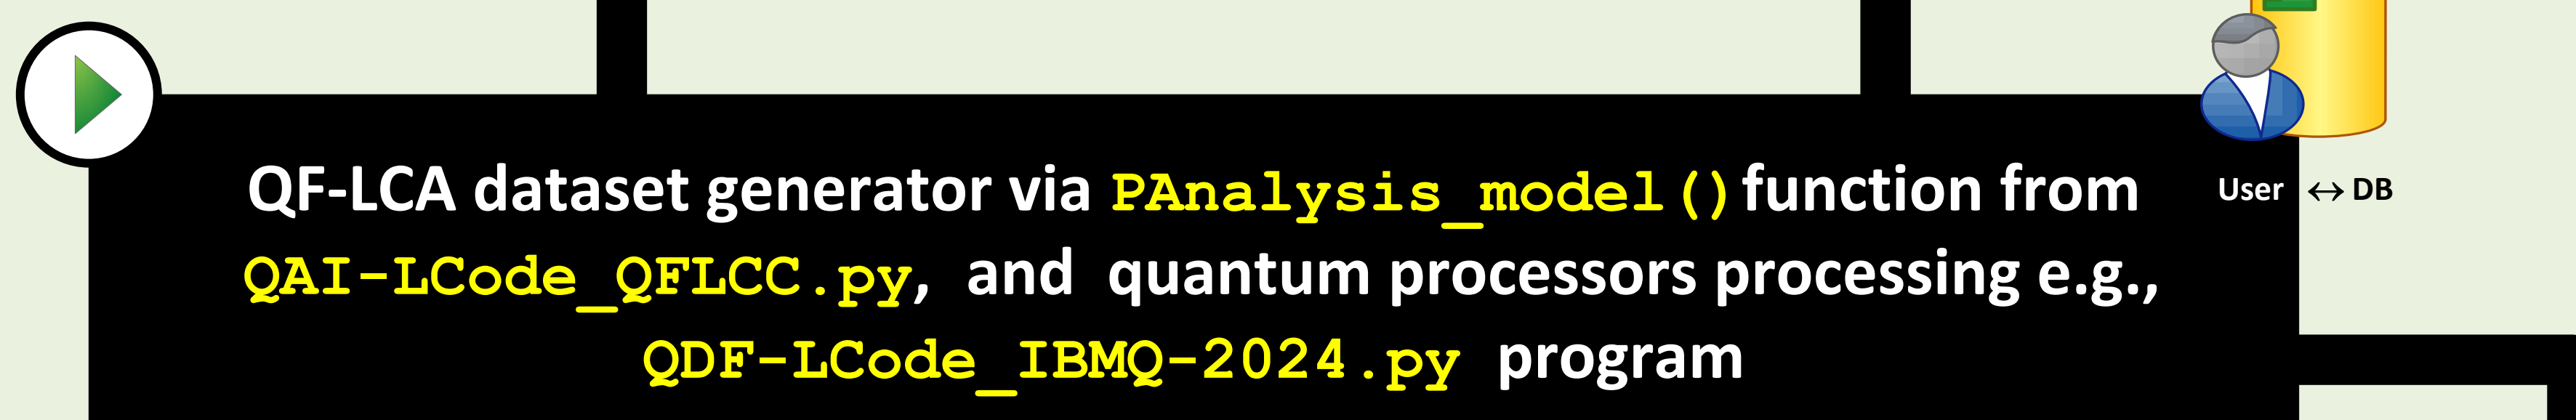 QF-LCA dataset generator via PAnalysis_model() function from
QAI-LCode_QFLCC.py, and quantum processors processing e.g.,
QDF-LCode_IBMQ-2024.py program
User ↔ DB